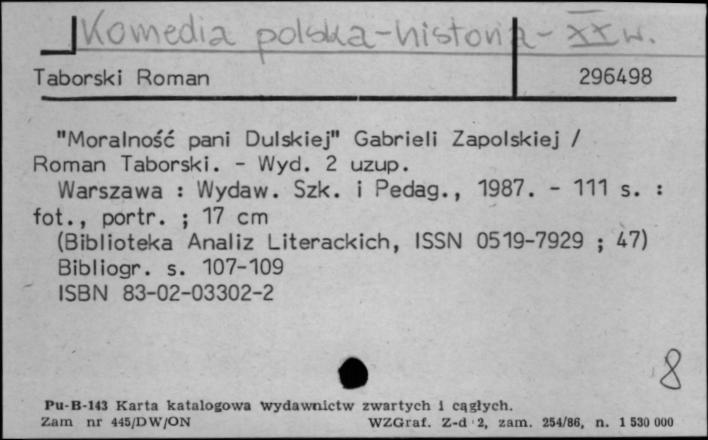 Komedia polska-historia-XX w.
Taborski Roman 296498
"Moralność pani Dulskiej" Gabrieli Zapolskiej /
Roman Taborski. - Wyd. 2 uzup.
Warszawa : Wydaw. Szk. i Pedag., 1987. - 111 s. :
fot., portr. ; 17 cm
(Biblioteka Analiz Literackich, ISSN 0519-7929 ; 47)
Bibliogr. s. 107-109
ISBN 83-02-03302-2
8
Pu-B-143 Karta katalogowa wydawnictw zwartych i ciągłych.
Zam nr 445/DW/ON WZGraf. Z-d 2, zam. 254/86, n. 1 530 000